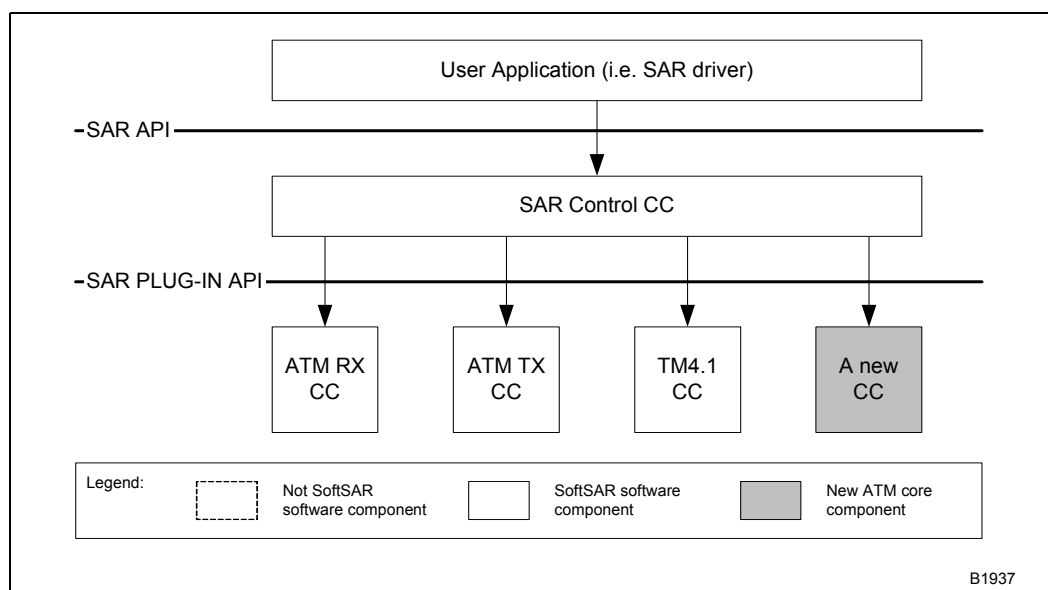 User Application (i.e. SAR driver)
SAR API
SAR Control CC
SAR PLUG-IN API
ATM RX
CC
ATM TX
CC
TM4.1
CC
A new
CC
Legend:
Not SoftSAR
software component
SoftSAR software
component
New ATM core
component
B1937